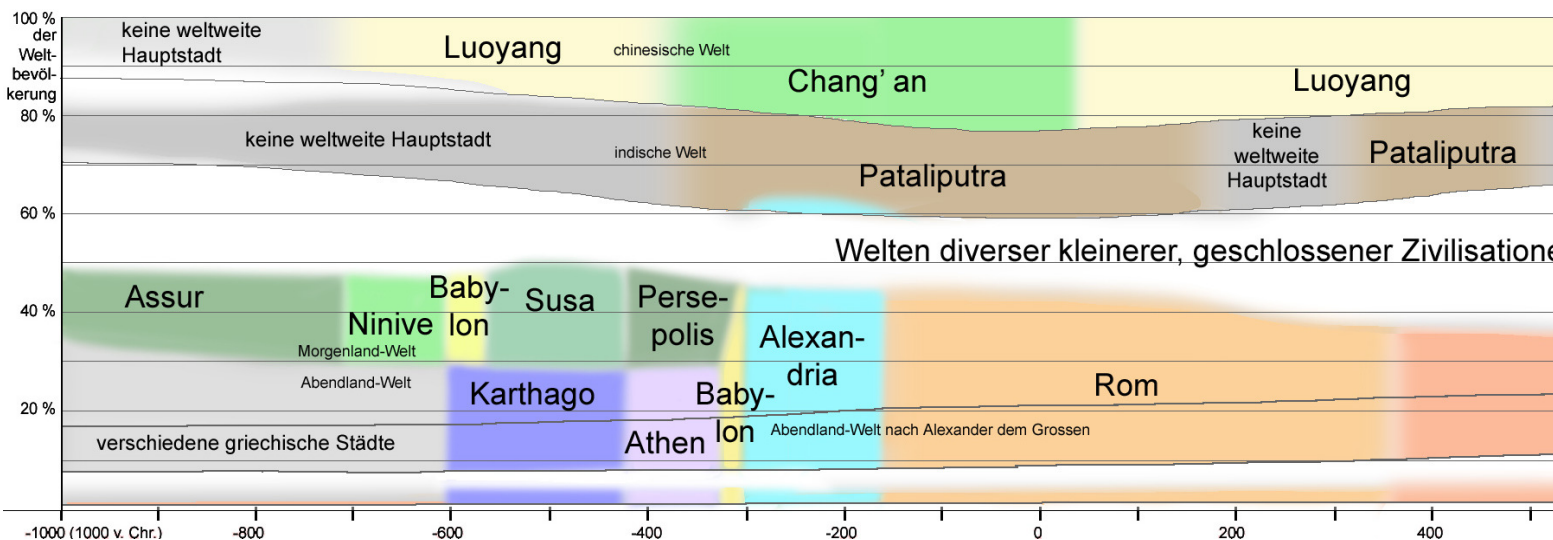 100 %
der
Welt-
bevöl-
kerung
80 %
60 %
40 %
20 %
keine weltweite
Hauptstadt
Luoyang
chinesische Welt
Chang’ an
Luoyang
keine weltweite Hauptstadt
indische Welt
Pataliputra
keine
weltweite
Hauptstadt
Pataliputra
Welten diverser kleinerer, geschlossener Zivilisatione
Assur
Ninive
Baby-
lon
Susa
Perse-
polis
Morgenland-Welt
Abendland-Welt
Alexan-
dria
Karthago
Baby-
lon
Rom
verschiedene griechische Städte
Athen
Abendland-Welt nach Alexander dem Grossen
-1000 (1000 v. Chr.)
-800
-600
-400
-200
0
200
400